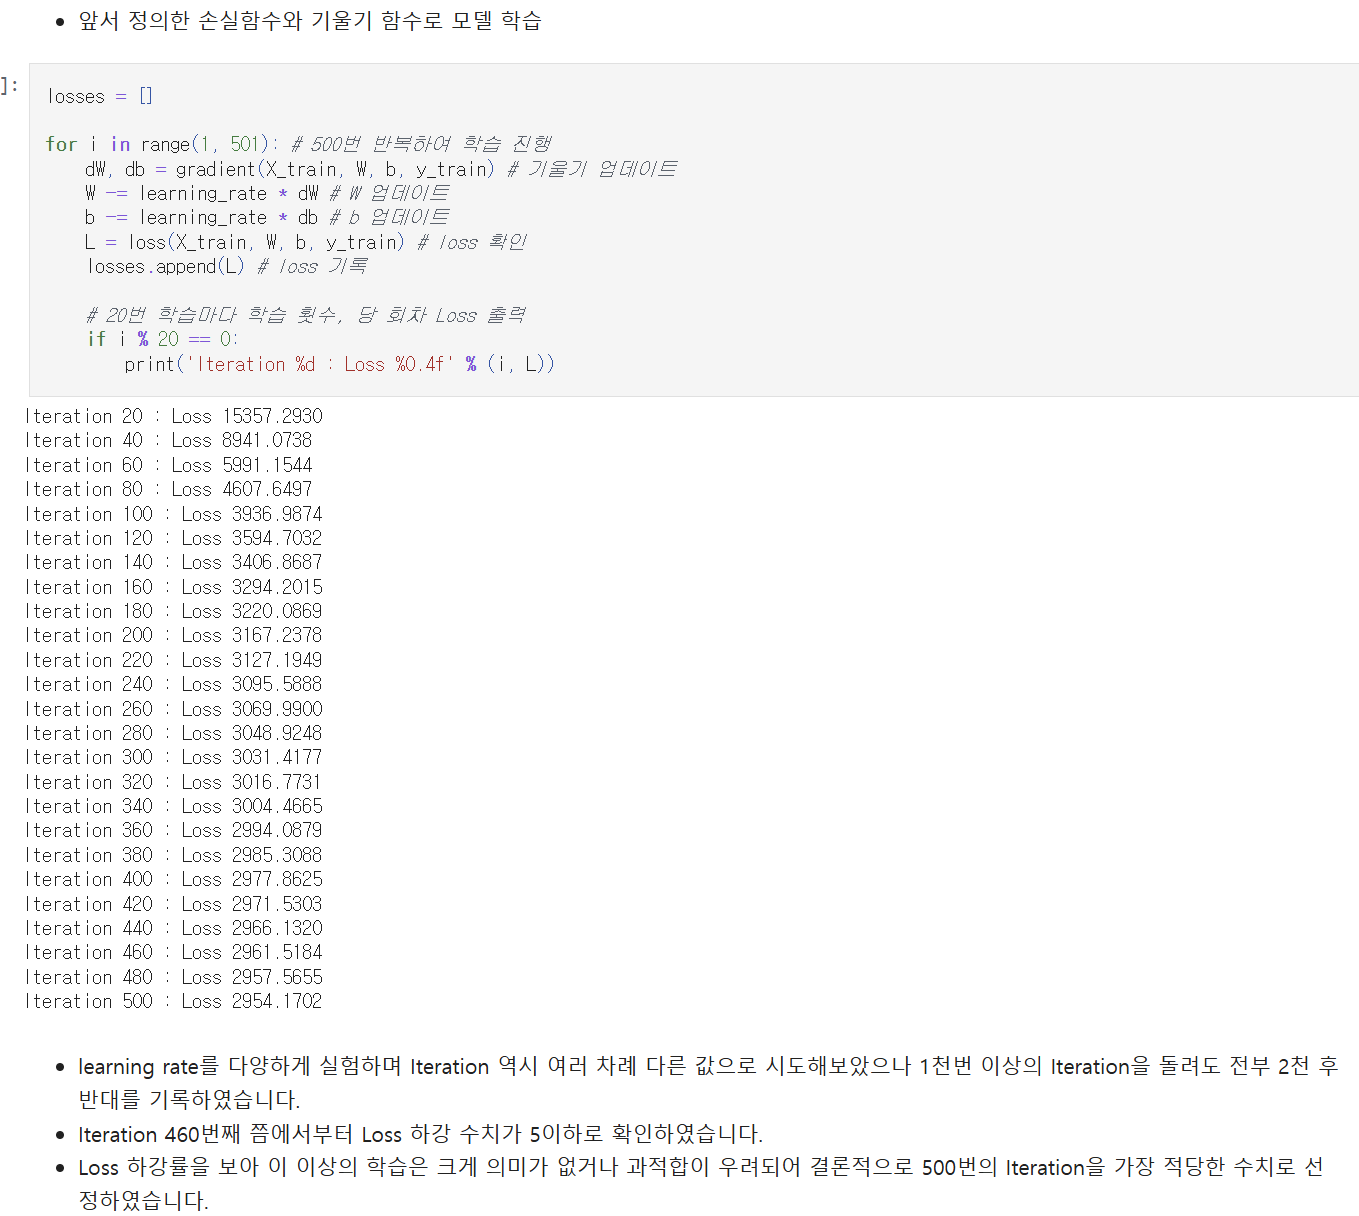 • 앞서 정의한 손실함수와 기울기 함수로 모델 학습
]:
losses = []
for i in range(1, 501): # 500번 반복하여 학습 진행
    dW, db = gradient(X_train, W, b, y_train) # 기울기 업데이트
    W -= learning_rate * dW # W 업데이트
    b -= learning_rate * db # b 업데이트
    L = loss(X_train, W, b, y_train) # loss 확인
    losses.append(L) # loss 기록
    # 20번 학습마다 학습 횟수, 당 회차 Loss 출력
    if i % 20 == 0:
        print('Iteration %d : Loss %0.4f' % (i, L))
Iteration 20 : Loss 15357.2930
Iteration 40 : Loss 8941.0738
Iteration 60 : Loss 5991.1544
Iteration 80 : Loss 4607.6497
Iteration 100 : Loss 3936.9874
Iteration 120 : Loss 3594.7032
Iteration 140 : Loss 3406.8687
Iteration 160 : Loss 3294.2015
Iteration 180 : Loss 3220.0869
Iteration 200 : Loss 3167.2378
Iteration 220 : Loss 3127.1949
Iteration 240 : Loss 3095.5888
Iteration 260 : Loss 3069.9900
Iteration 280 : Loss 3048.9248
Iteration 300 : Loss 3031.4177
Iteration 320 : Loss 3016.7731
Iteration 340 : Loss 3004.4665
Iteration 360 : Loss 2994.0879
Iteration 380 : Loss 2985.3088
Iteration 400 : Loss 2977.8625
Iteration 420 : Loss 2971.5303
Iteration 440 : Loss 2966.1320
Iteration 460 : Loss 2961.5184
Iteration 480 : Loss 2957.5655
Iteration 500 : Loss 2954.1702
• learning rate를 다양하게 실험하며 Iteration 역시 여러 차례 다른 값으로 시도해보았으나 1천번 이상의 Iteration을 돌려도 전부 2천 후
반대를 기록하였습니다.
• Iteration 460번째 쯤에서부터 Loss 하강 수치가 5이하로 확인하였습니다.
• Loss 하강률을 보아 이 이상의 학습은 크게 의미가 없거나 과적합이 우려되어 결론적으로 500번의 Iteration을 가장 적당한 수치로 선
정하였습니다.